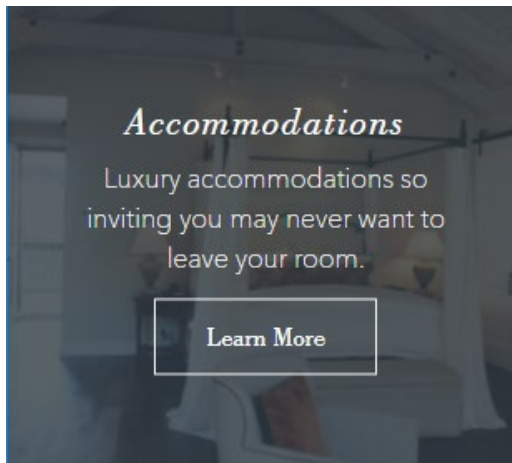 Accommodations
Luxury accommodations so
inviting you may never want to
leave your room.
Learn More